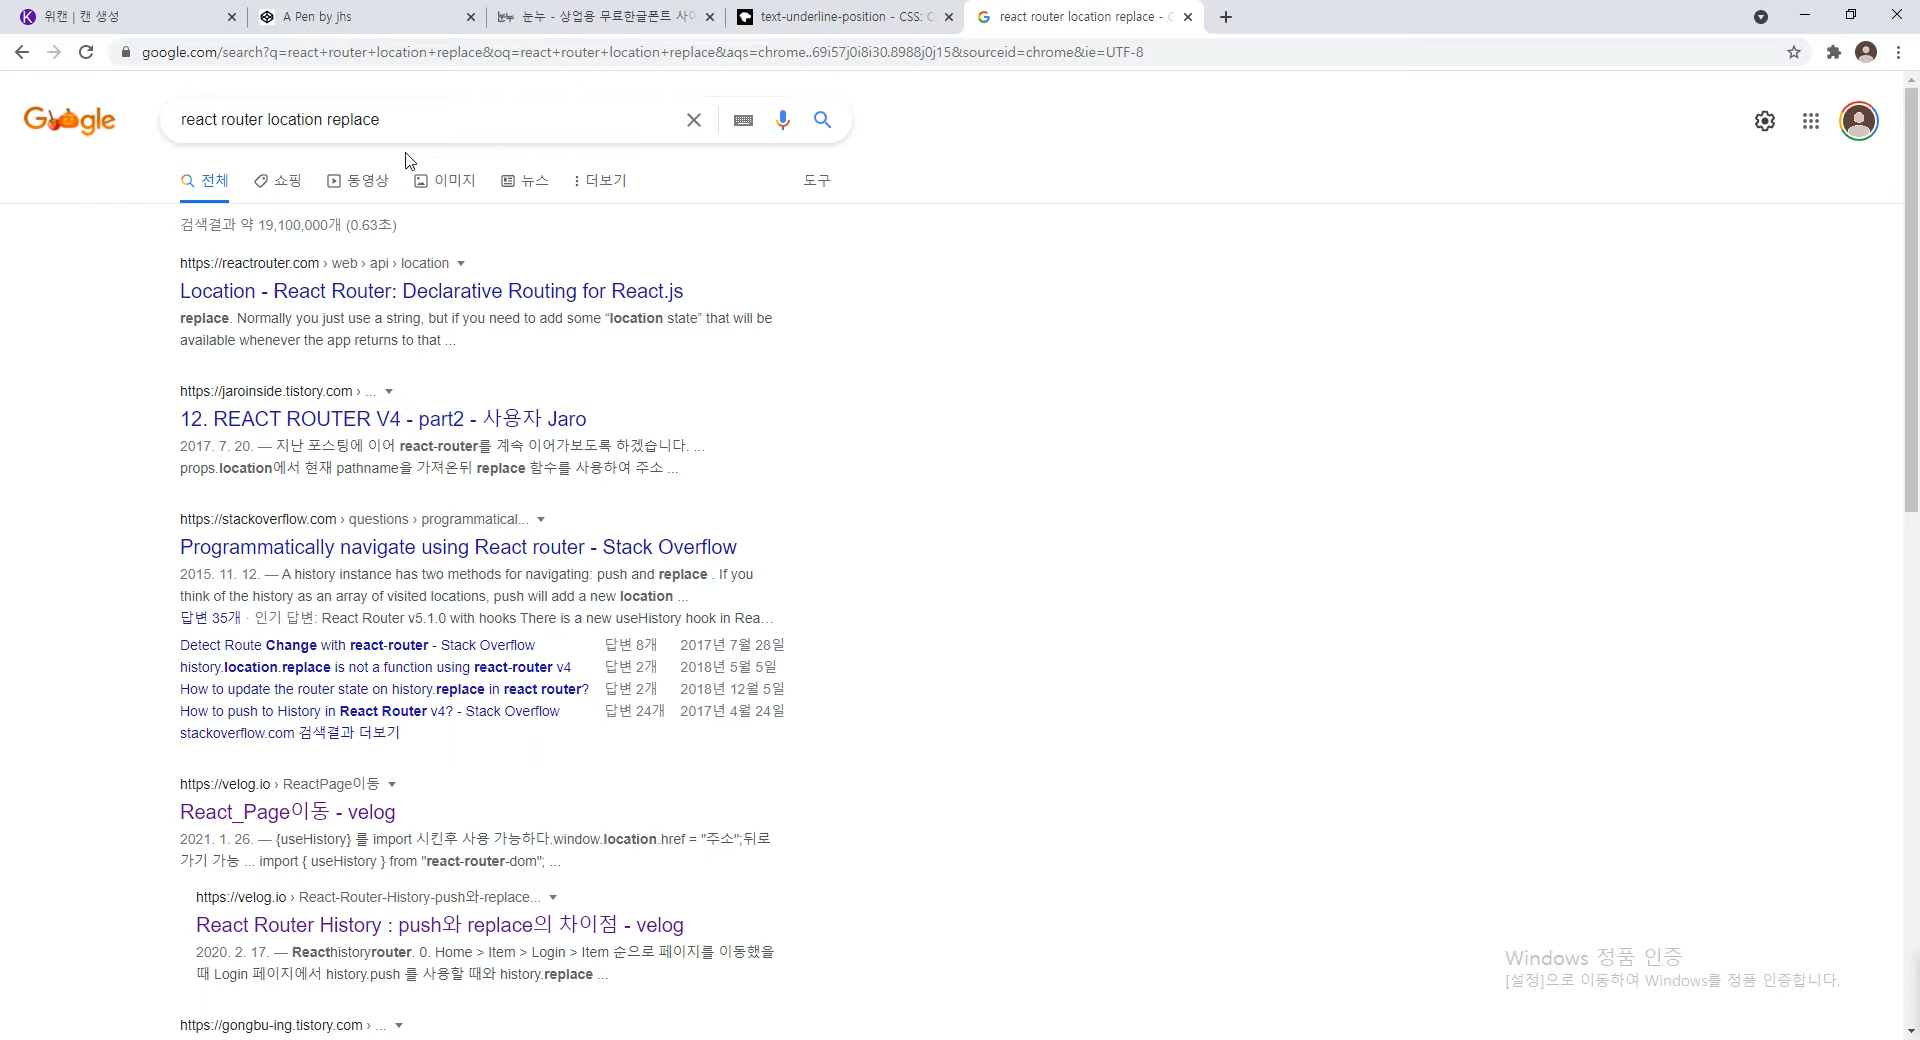 위캔 | 캔 생성
A Pen by jhs
눈누 - 상업용 무료한글폰트 사이
text-underline-position - CSS: C
react router location replace - G
google.com/search?q=react+router+location+replace&oq=react+router+location+replace&aqs=chrome..69i57j0i8i30.8988j0j15&sourceid=chrome&ie=UTF-8
Google
react router location replace
전체 쇼핑 동영상 이미지 뉴스 더보기 도구
검색결과 약 19,100,000개 (0.63초)
https://reactrouter.com › web › api › location
Location - React Router: Declarative Routing for React.js
replace. Normally you just use a string, but if you need to add some “location state” that will be
available whenever the app returns to that ...
https://jaroinside.tistory.com › ...
12. REACT ROUTER V4 - part2 - 사용자 Jaro
2017. 7. 20. — 지난 포스팅에 이어 react-router를 계속 이어가보도록 하겠습니다. ...
props.location에서 현재 pathname을 가져온뒤 replace 함수를 사용하여 주소 ...
https://stackoverflow.com › questions › programmatical...
Programmatically navigate using React router - Stack Overflow
2015. 11. 12. — A history instance has two methods for navigating: push and replace . If you
think of the history as an array of visited locations, push will add a new location ...
답변 35개 · 인기 답변: React Router v5.1.0 with hooks There is a new useHistory hook in Rea...
Detect Route Change with react-router - Stack Overflow 답변 8개 2017년 7월 28일
history.location.replace is not a function using react-router v4 답변 2개 2018년 5월 5일
How to update the router state on history.replace in react router? 답변 2개 2018년 12월 5일
How to push to History in React Router v4? - Stack Overflow 답변 24개 2017년 4월 24일
stackoverflow.com 검색결과 더보기
https://velog.io › ReactPage이동
React_Page이동 - velog
2021. 1. 26. — {useHistory} 를 import 시킨후 사용 가능하다.window.location.href = "주소";뒤로
가기 가능 ... import { useHistory } from "react-router-dom"; ...
https://velog.io › React-Router-History-push와-replace...
React Router History : push와 replace의 차이점 - velog
2020. 2. 17. — Reacthistoryrouter. 0. Home > Item > Login > Item 순으로 페이지를 이동했을
때 Login 페이지에서 history.push 를 사용할 때와 history.replace ...
https://gongbu-ing.tistory.com › ...
Windows 정품 인증
[설정]으로 이동하여 Windows를 정품 인증합니다.